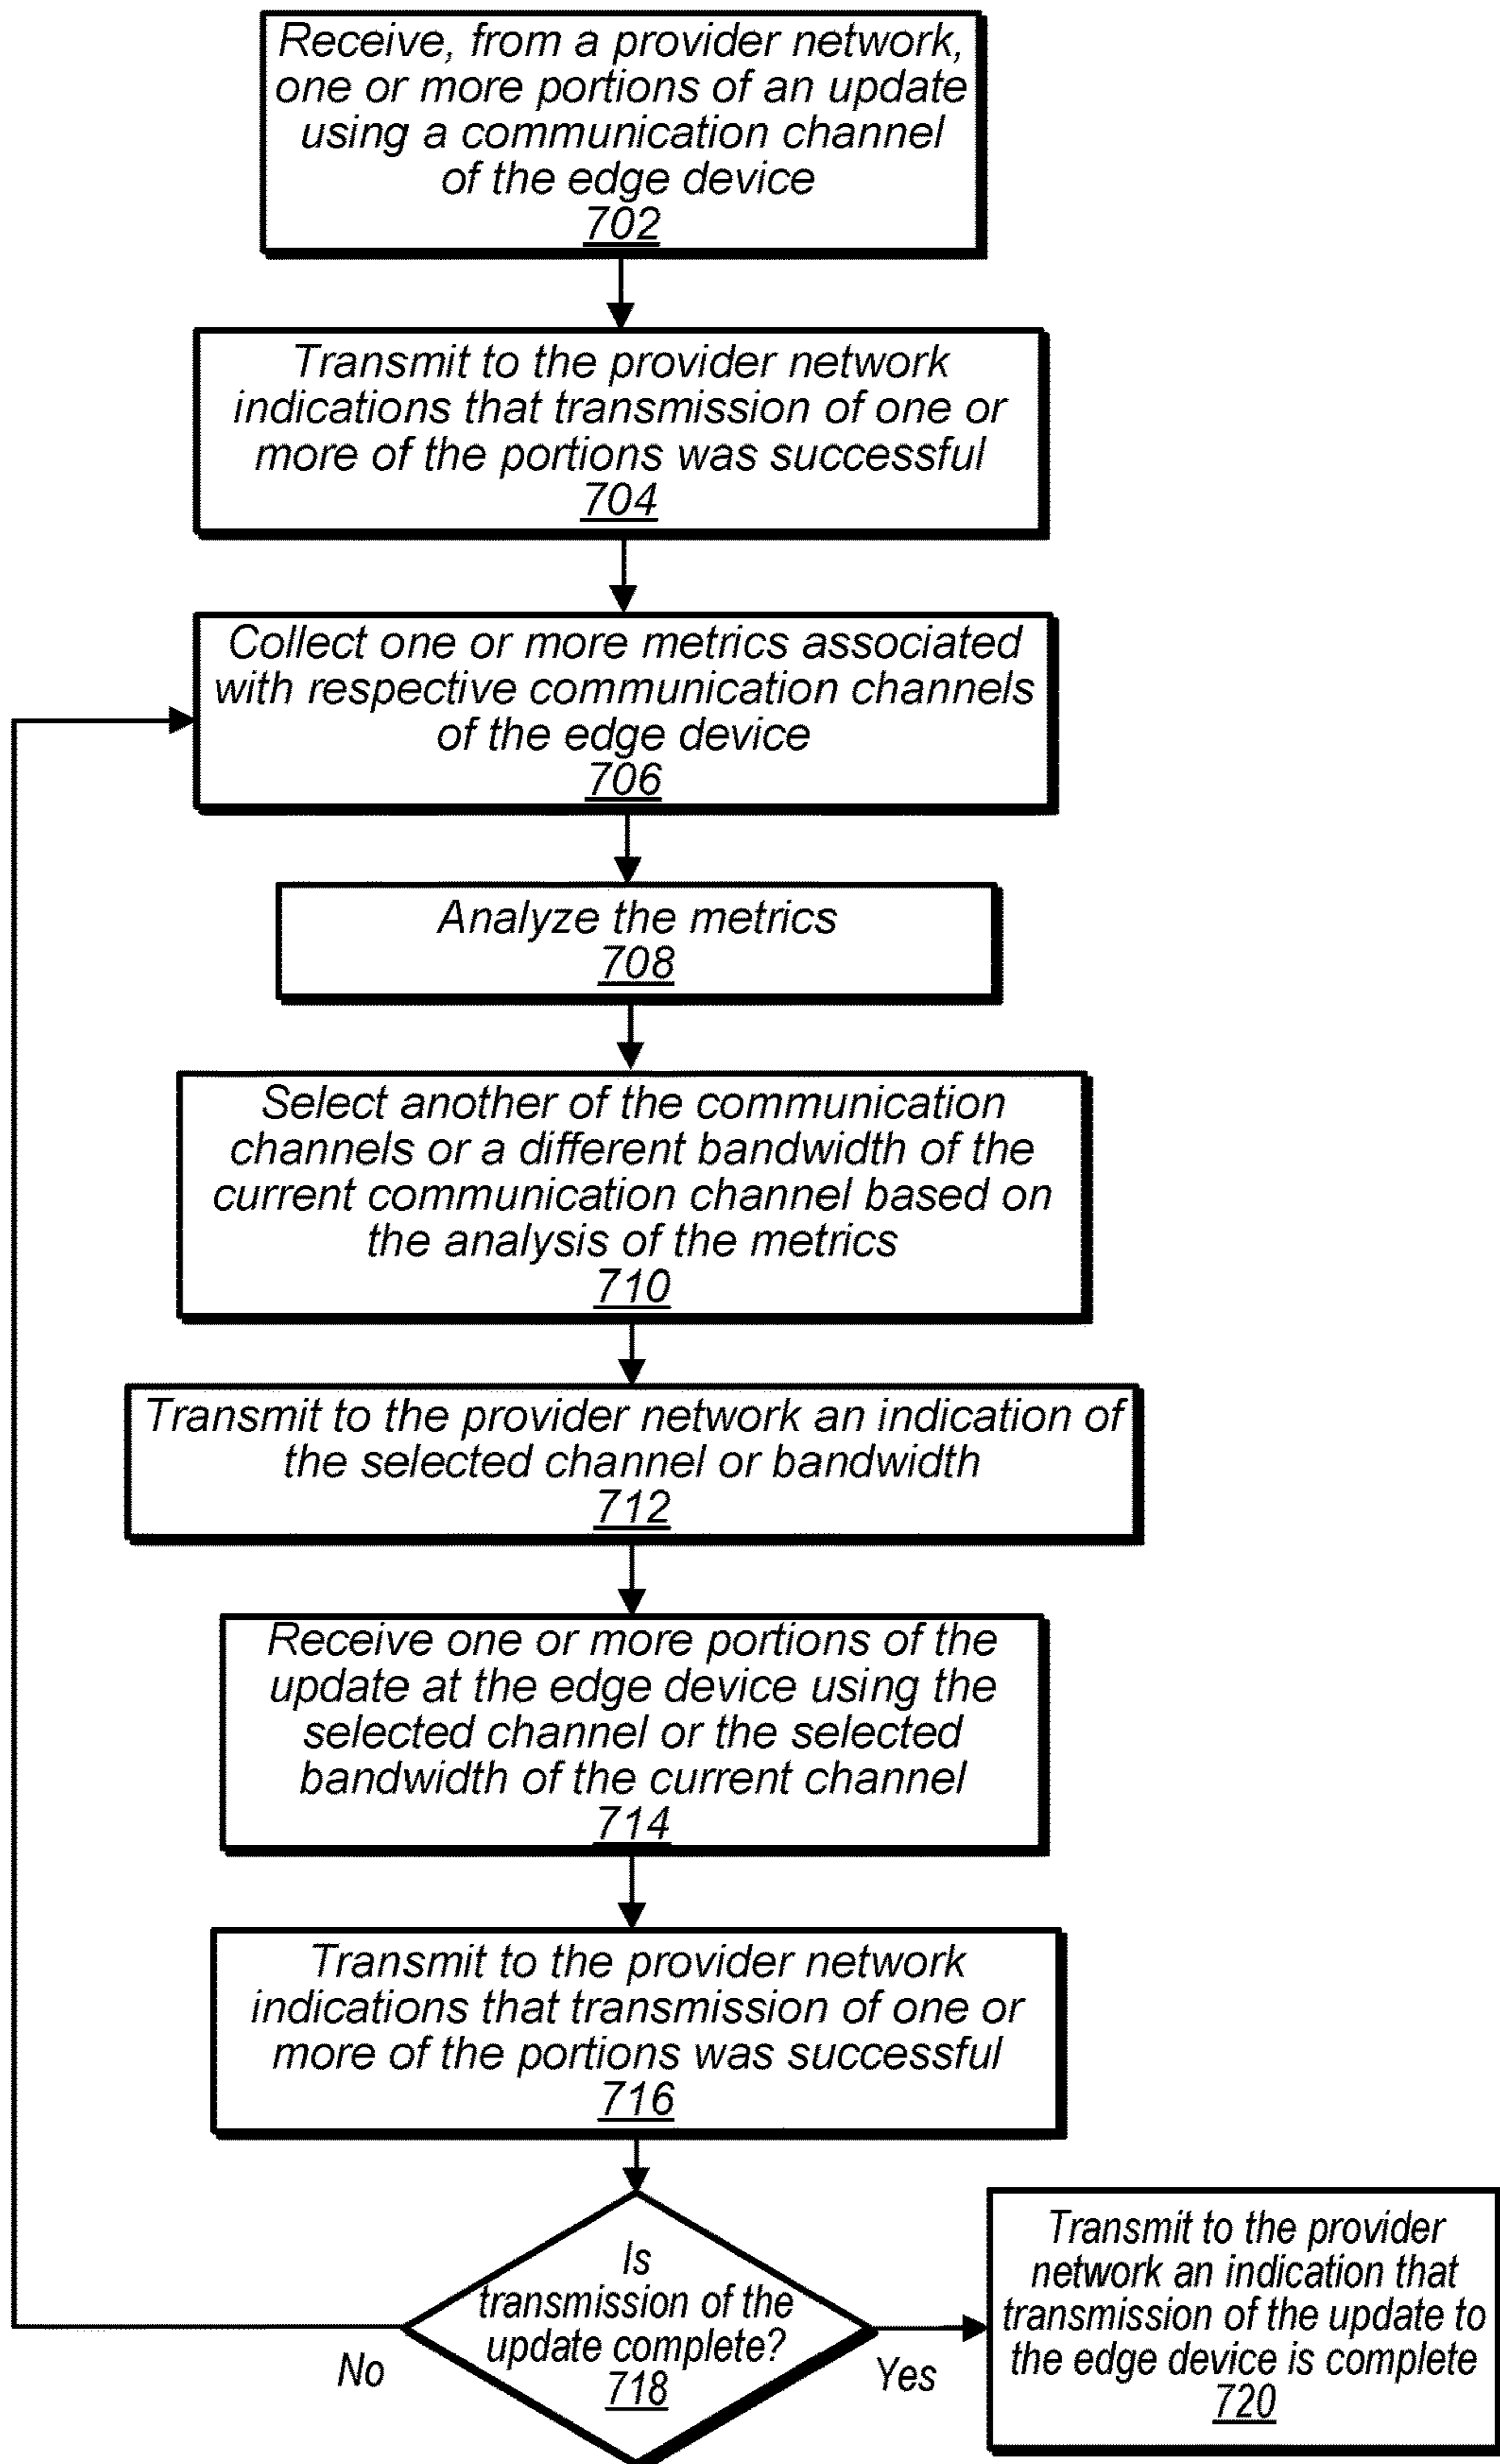 Receive, from a provider network,
one or more portions of an update
using a communication channel
of the edge device
702
Transmit to the provider network
indications that transmission of one or
more of the portions was successful
704
Collect one or more metrics associated
with respective communication channels
of the edge device
706
Analyze the metrics
708
Select another of the communication
channels or a different bandwidth of the
current communication channel based on
the analysis of the metrics
710
Transmit to the provider network an indication of
the selected channel or bandwidth
712
Receive one or more portions of the
update at the edge device using the
selected channel or the selected
bandwidth of the current channel
714
Transmit to the provider network
indications that transmission of one or
more of the portions was successful
716
Is
transmission of the
update complete?
718
No
Yes
Transmit to the provider
network an indication that
transmission of the update to
the edge device is complete
720